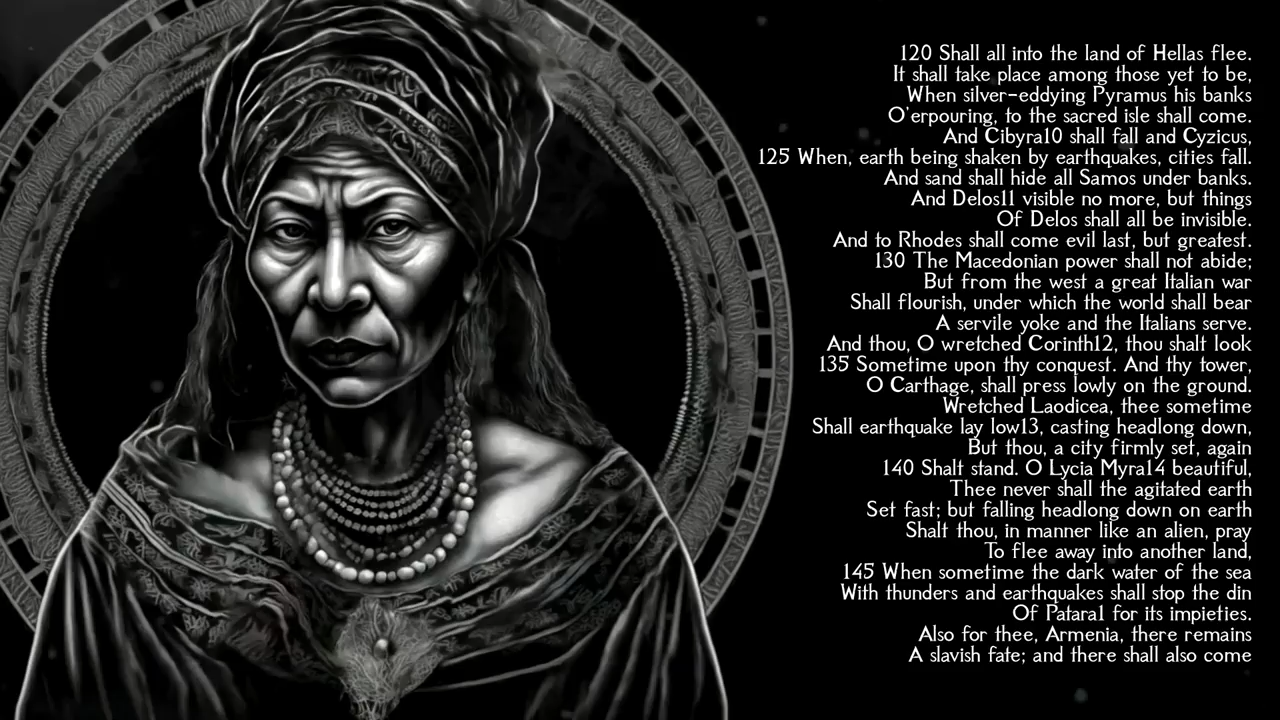 120 Shall all into the land of Hellas flee.
It shall take place among those yet to be,
When silver-eddying Pyramus his banks
O'erpouring, to the sacred isle shall come.
And Cibyra10 shall fall and Cyzicus,
125 When, earth being shaken by earthquakes, cities fall.
And sand shall hide all Samos under banks.
And Delos11 visible no more, but things
Of Delos shall all be invisible.
And to Rhodes shall come evil last, but greatest.
130 The Macedonian power shall not abide;
But from the west a great Italian war
Shall flourish, under which the world shall bear
A servile yoke and the Italians serve.
And thou, O wretched Corinth12, thou shalt look
135 Sometime upon thy conquest. And thy tower,
O Carthage, shall press lowly on the ground.
Wretched Laodicea, thee sometime
Shall earthquake lay low13, casting headlong down,
But thou, a city firmly set, again
140 Shalt stand. O Lycia Myra14 beautiful,
Thee never shall the agitated earth
Set fast; but falling headlong down on earth
Shalt thou, in manner like an alien, pray
To flee away into another land,
145 When sometime the dark water of the sea
With thunders and earthquakes shall stop the din
Of Patara1 for its impieties.
Also for thee, Armenia, there remains
A slavish fate; and there shall also come